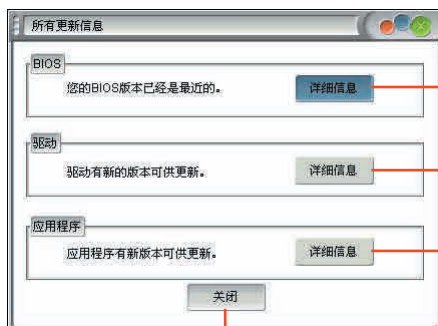 所有更新信息
BIOS
您的BIOS版本已经是最近的。
详细信息
驱动
驱动有新的版本可供更新。
详细信息
应用程序
应用程序有新版本可供更新。
详细信息
关闭